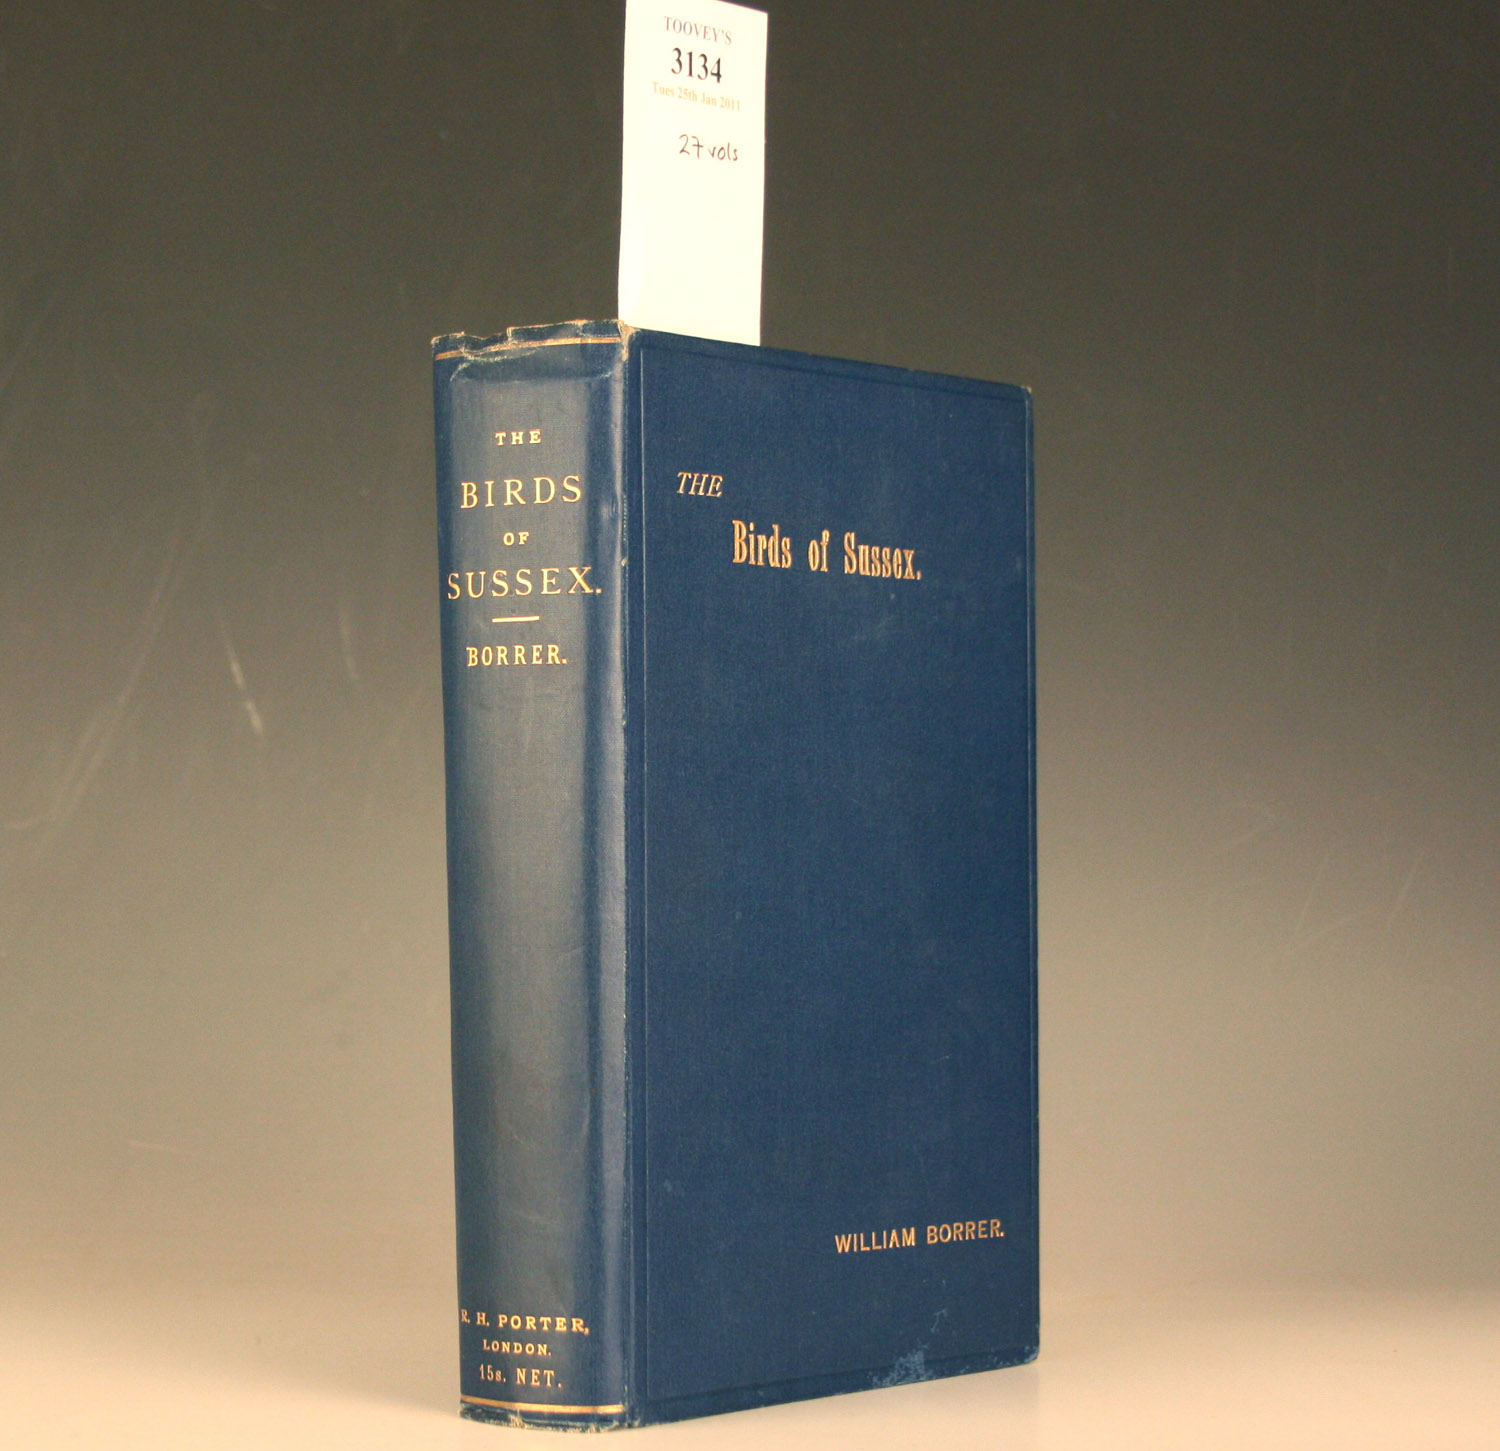 TOOVEY'S
3134
Tues 25th Jan 2011
27 vols
THE
BIRDS
OF
SUSSEX.
BORRER.
R. H. PORTER,
LONDON.
15s. NET.
THE
Birds of Sussex.
WILLIAM BORRER.